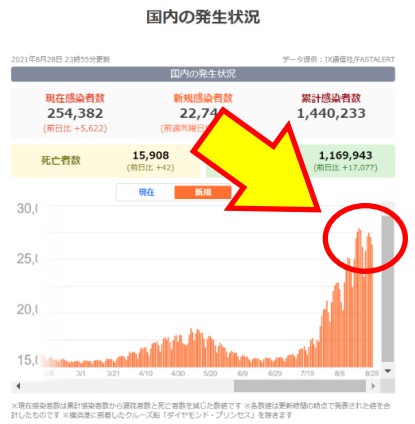 国内の発生状況
2021年8月28日 23時55分更新
データ提供：JX通信社/FASTALERT
国内の発生状況
現在感染者数 新規感染者数 累計感染者数
254,382 22,74 1,440,233
(前日比 +5,622) (前週同曜日
死亡者数 15,908 1,169,943
(前日比 +42) (前日比 +17,077)
現在 新規
30,(
25,(
20,(
15,(
2/8 3/1 3/21 4/10 4/30 5/20 6/9 6/29 7/19 8/8 8/28
※現在感染者数は累計感染者数から退院者数と死亡者数を減じた数値です ※各数値は更新時間の時点で発表された値を合
計したものです ※横浜港に到着したクルーズ船「ダイヤモンド・プリンセス」を除きます